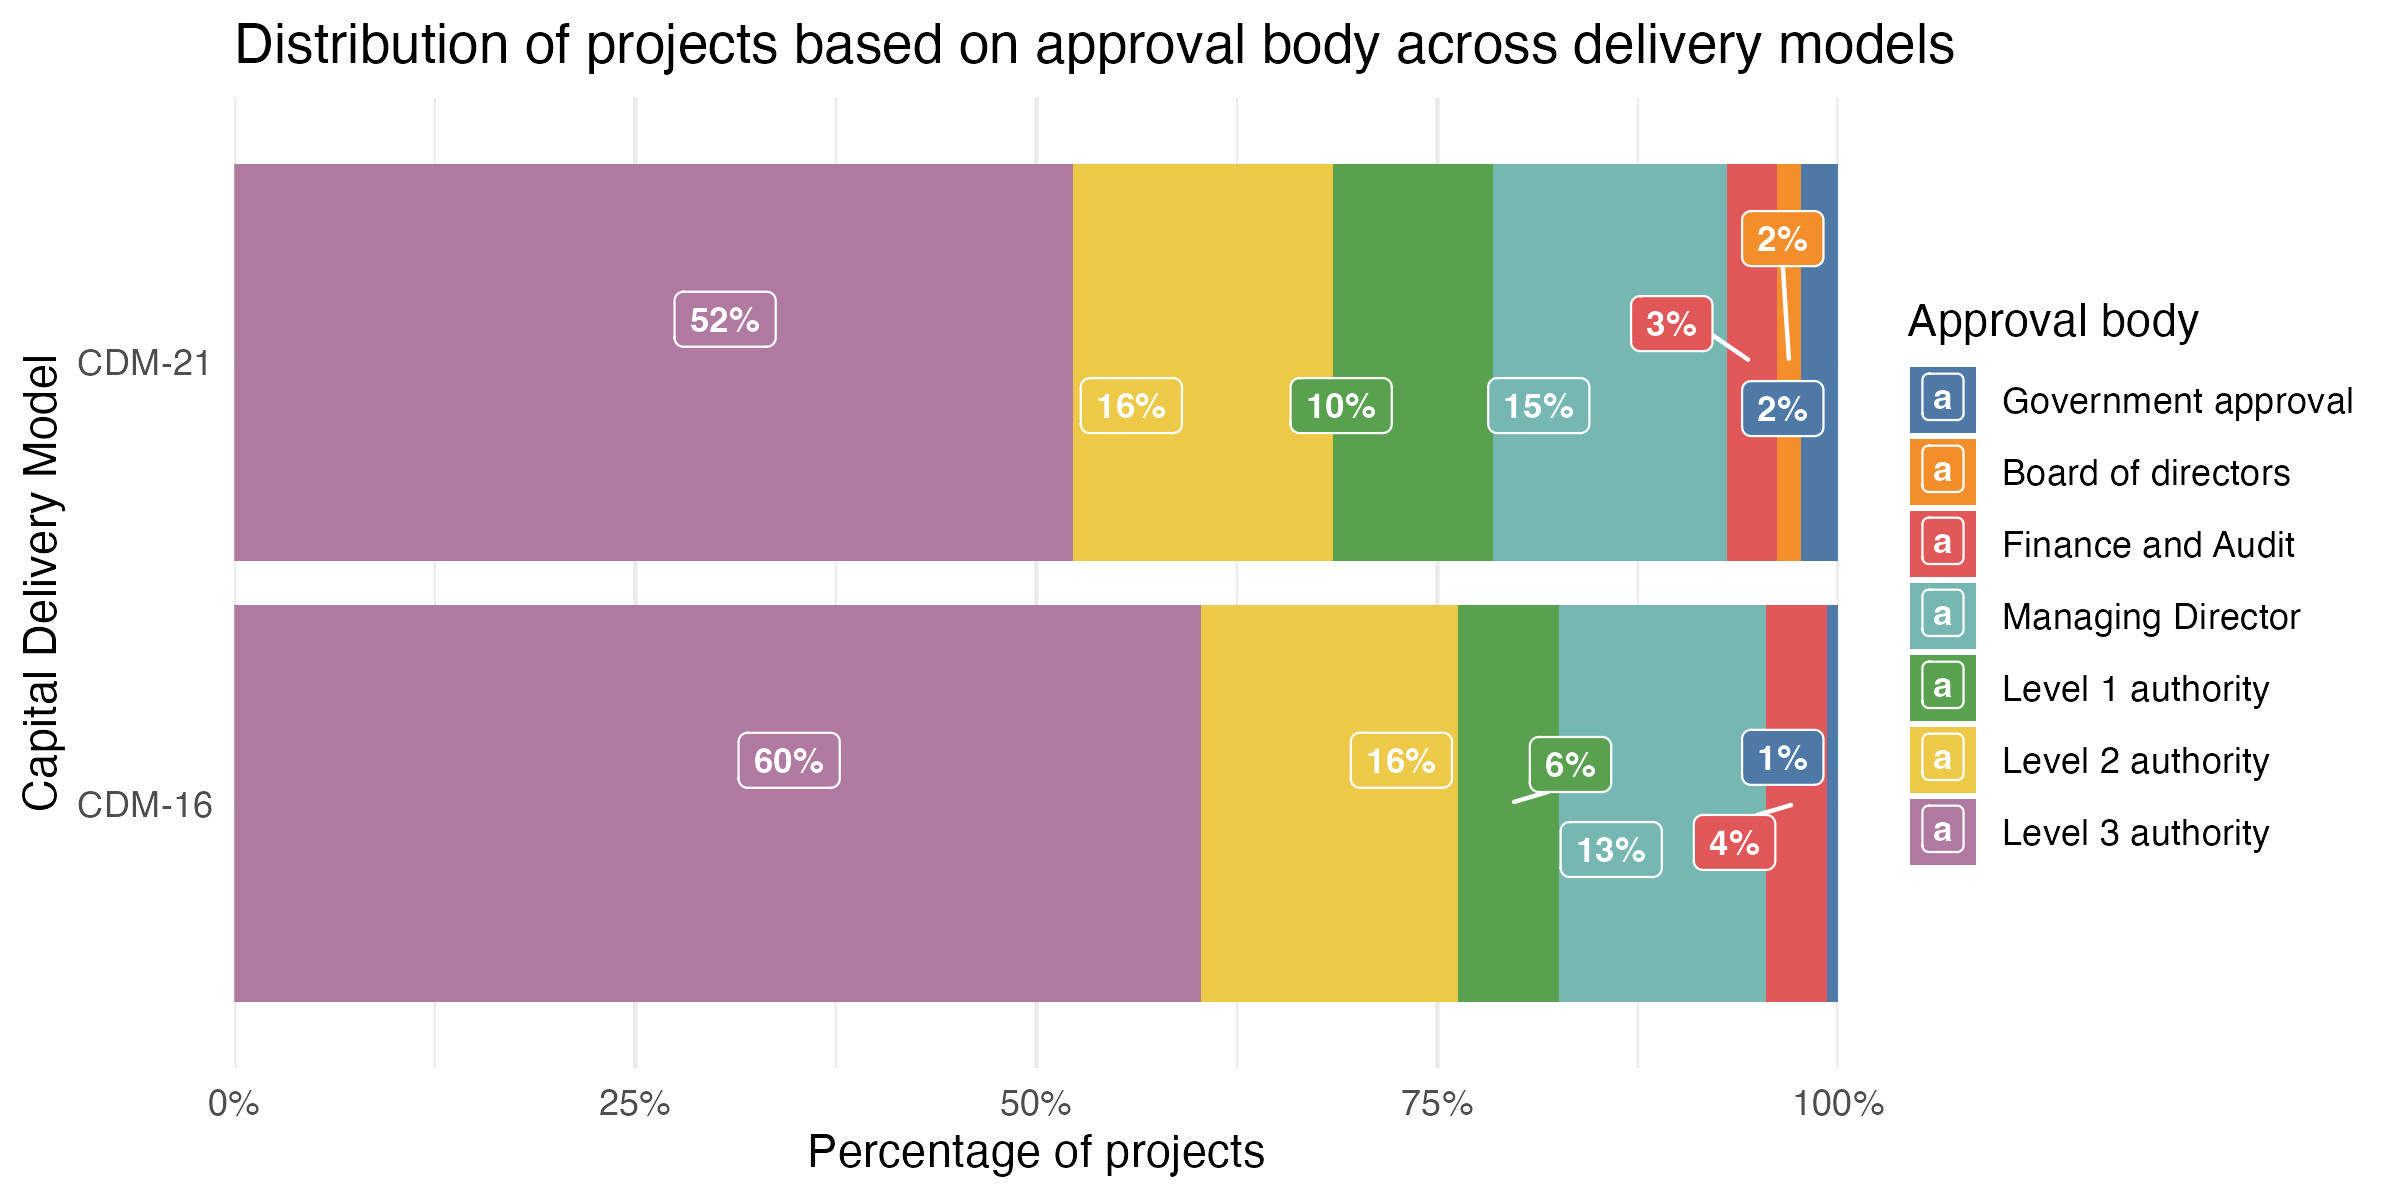 Distribution of projects based on approval body across delivery models
Capital Delivery Model
CDM-21
52%
16%
10%
15%
3%
2%
2%
CDM-16
60%
16%
6%
13%
4%
1%
0%
25%
50%
75%
100%
Percentage of projects
Approval body
a Government approval
a Board of directors
a Finance and Audit
a Managing Director
a Level 1 authority
a Level 2 authority
a Level 3 authority